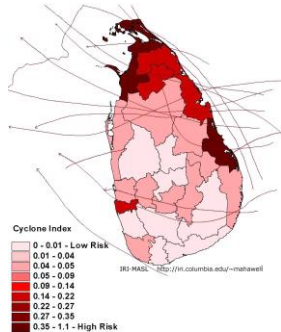 IRI-MASL http://iri.columbia.edu/~mahaweli
Cyclone Index
0 - 0.01 - Low Risk
0.01 - 0.04
0.04 - 0.05
0.05 - 0.09
0.09 - 0.14
0.14 - 0.22
0.22 - 0.27
0.27 - 0.35
0.35 - 1.1 - High Risk